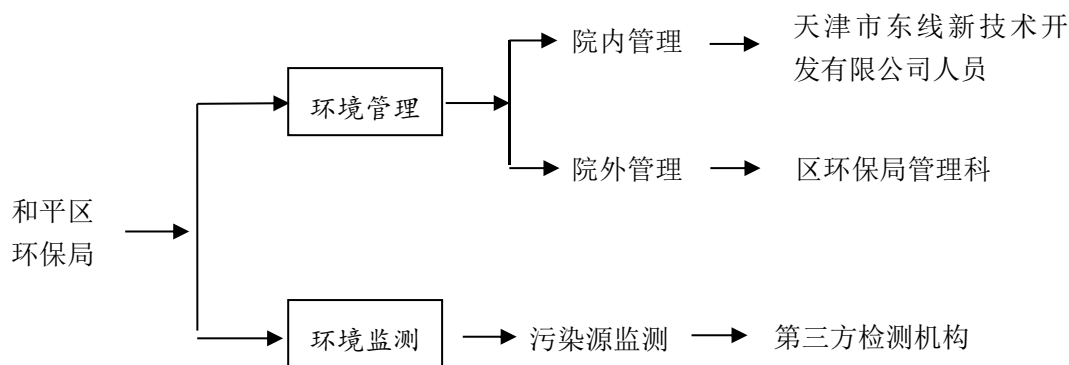 院内管理
天津市东线新技术开
发有限公司人员
环境管理
院外管理
区环保局管理科
和平区
环保局
环境监测
污染源监测
第三方检测机构